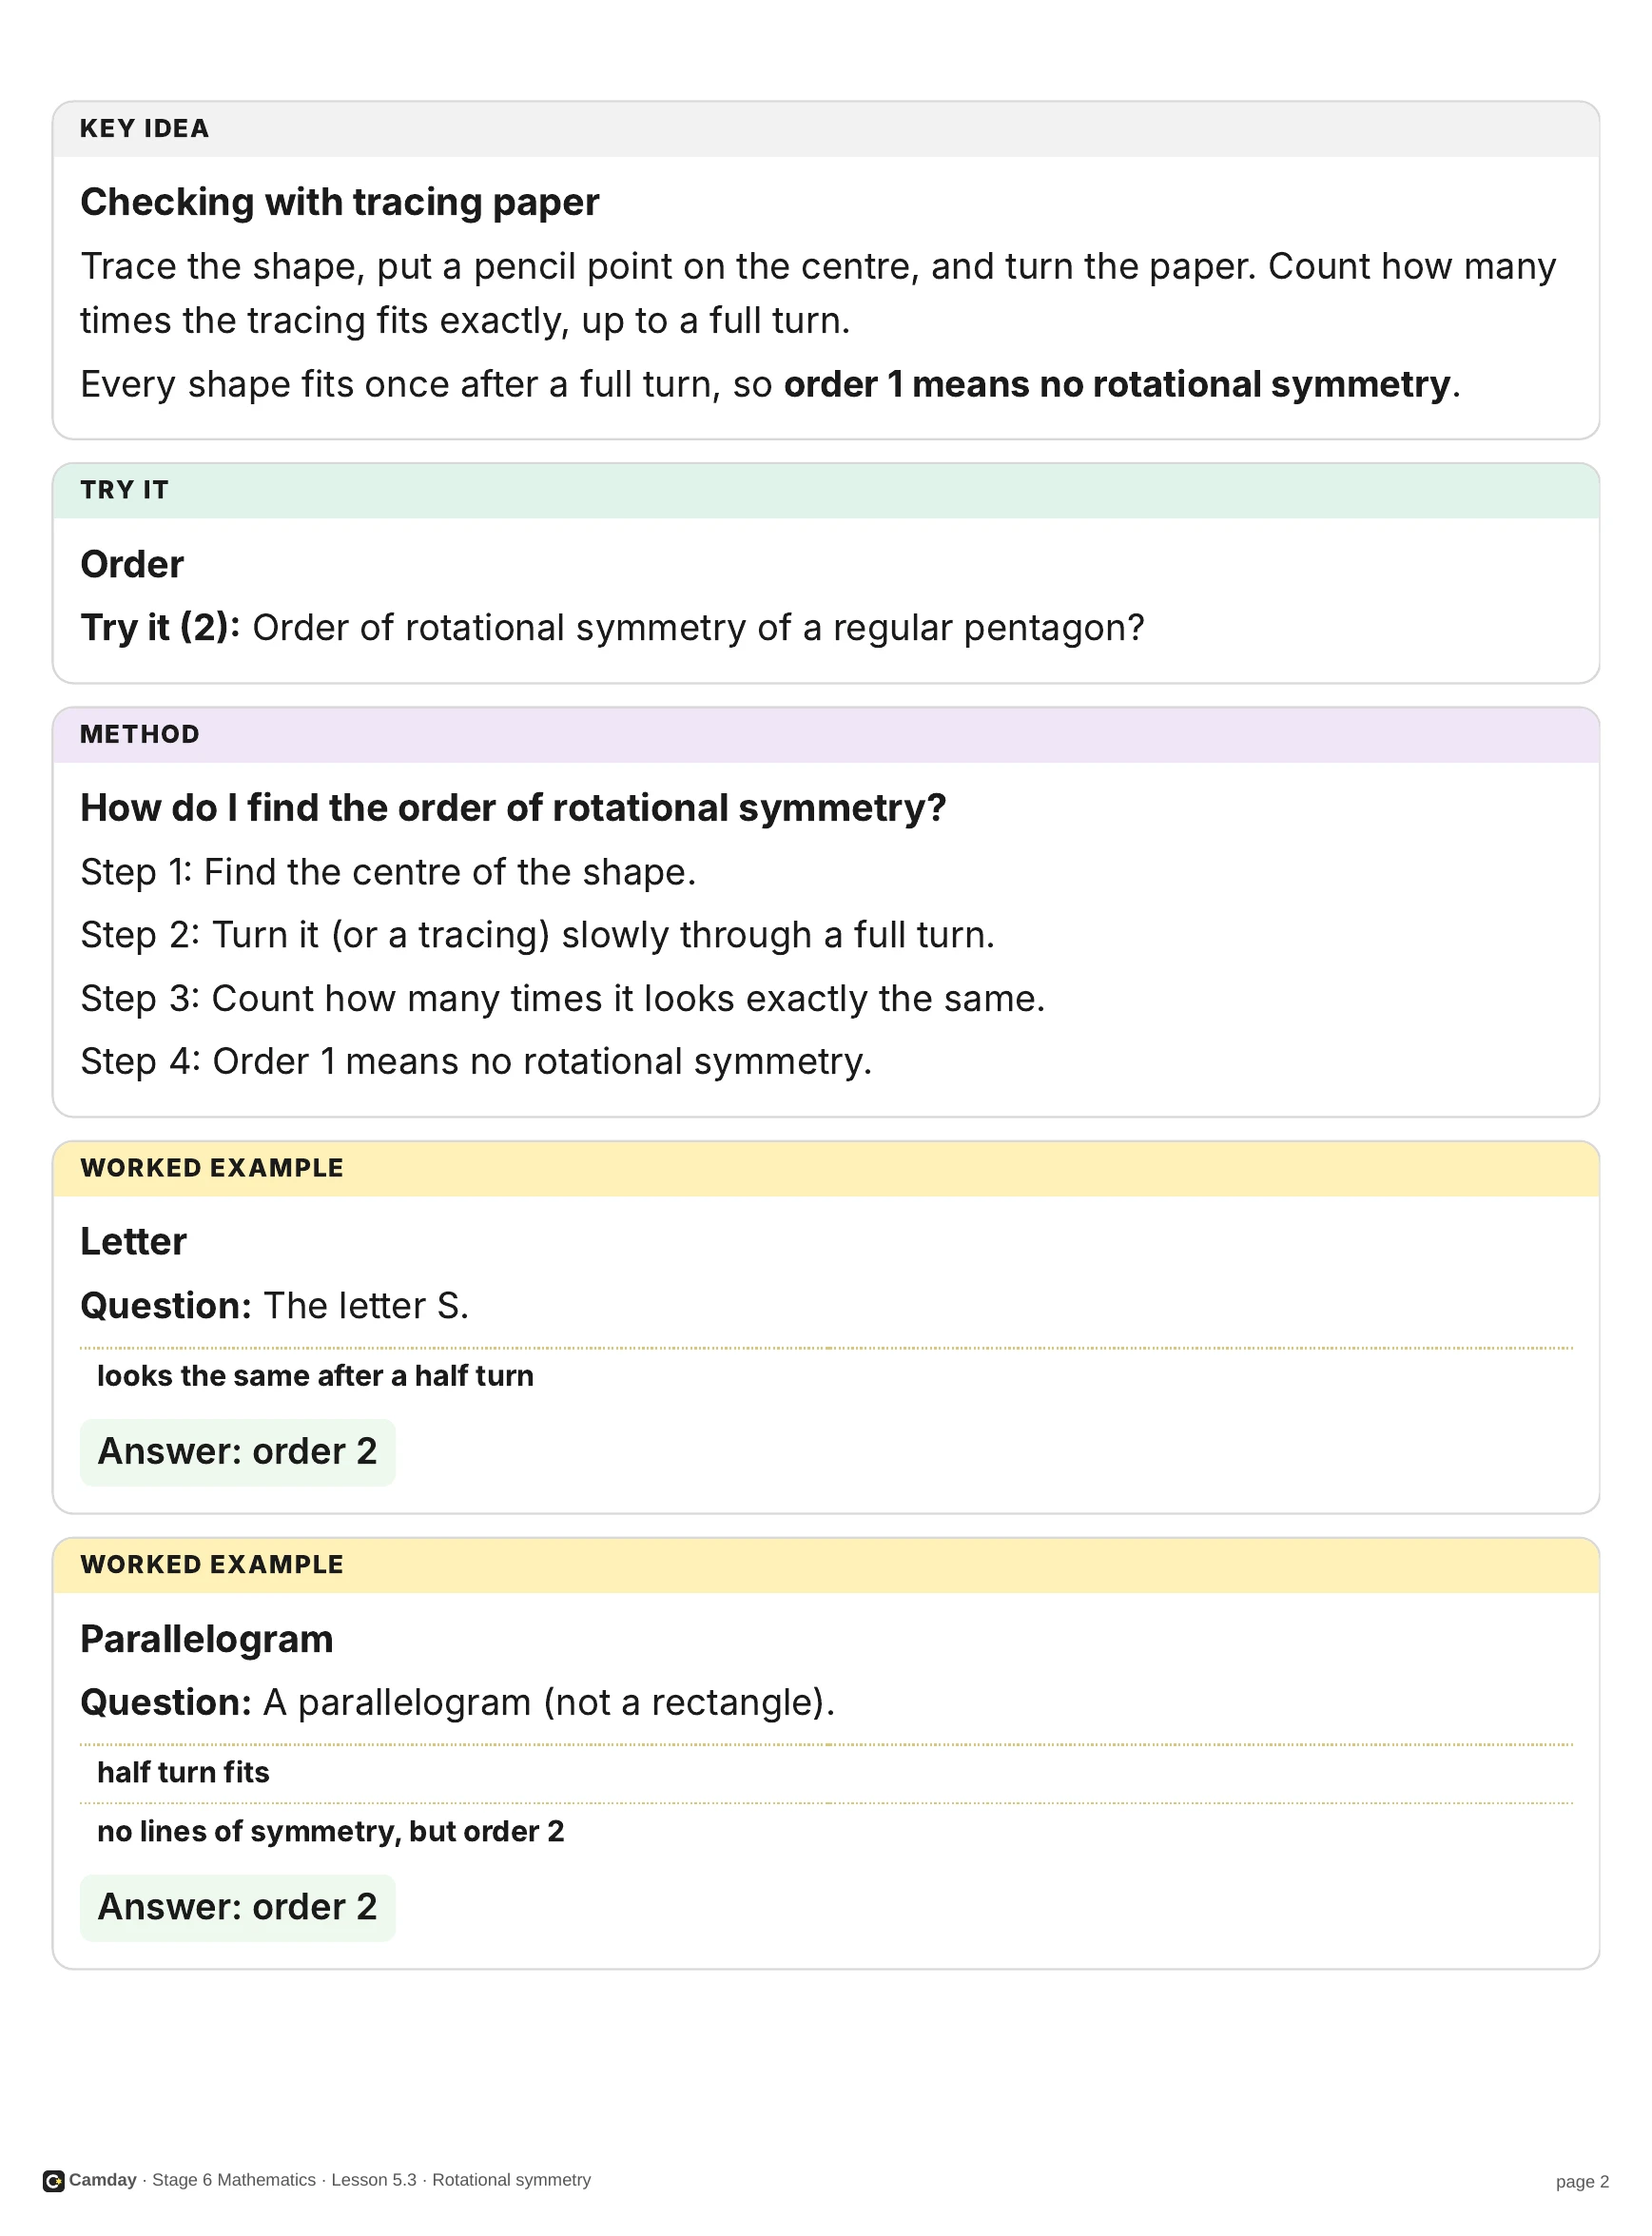 KEY IDEA
Checking with tracing paper
Trace the shape, put a pencil point on the centre, and turn the paper. Count how many
times the tracing fits exactly, up to a full turn.
Every shape fits once after a full turn, so order 1 means no rotational symmetry.
TRY IT
Order
Try it (2): Order of rotational symmetry of a regular pentagon?
METHOD
How do I find the order of rotational symmetry?
Step 1: Find the centre of the shape.
Step 2: Turn it (or a tracing) slowly through a full turn.
Step 3: Count how many times it looks exactly the same.
Step 4: Order 1 means no rotational symmetry.
WORKED EXAMPLE
Letter
Question: The letter S.
looks the same after a half turn
Answer: order 2
WORKED EXAMPLE
Parallelogram
Question: A parallelogram (not a rectangle).
half turn fits
no lines of symmetry, but order 2
Answer: order 2
Camday · Stage 6 Mathematics · Lesson 5.3 · Rotational symmetry
page 2